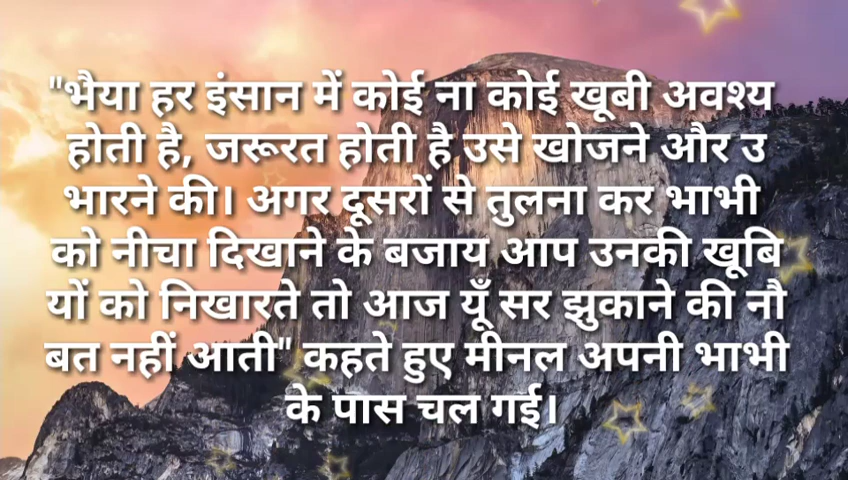 "भैया हर इंसान में कोई ना कोई खूबी अवश्य
होती है, जरूरत होती है उसे खोजने और उ
भारने की। अगर दूसरों से तुलना कर भाभी
को नीचा दिखाने के बजाय आप उनकी खूबि
यों को निखारते तो आज यूँ सर झुकाने की नौ
बत नहीं आती" कहते हुए मीनल अपनी भाभी
के पास चल गई।